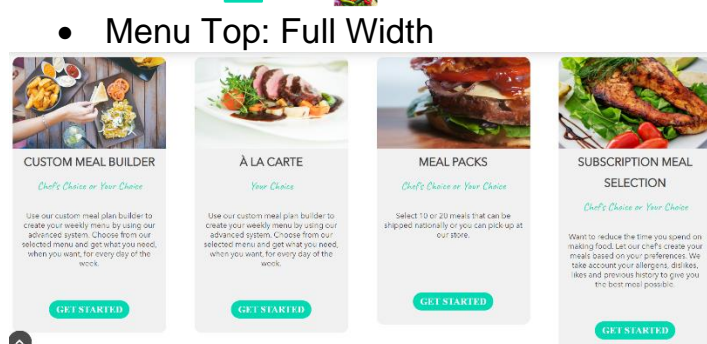 • Menu Top: Full Width
CUSTOM MEAL BUILDER
Chef's Choice or Your Choice
Use our custom meal plan builder to
create your weekly menu by using our
advanced system. Choose from our
selected menu and get what you need,
when you want, for every day of the
week.
GET STARTED
À LA CARTE
Your Choice
Use our custom meal plan builder to
create your weekly menu by using our
advanced system. Choose from our
selected menu and get what you need,
when you want, for every day of the
week.
GET STARTED
MEAL PACKS
Chef's Choice or Your Choice
Select 10 or 20 meals that can be
shipped nationally or you can pick up at
our store.
GET STARTED
SUBSCRIPTION MEAL
SELECTION
Chef's Choice or Your Choice
Want to reduce the time you spend on
making food. Let our chef's create your
meals based on your preferences. We
take account your allergens, dislikes,
likes and previous history to give you
the best meal possible.
GET STARTED